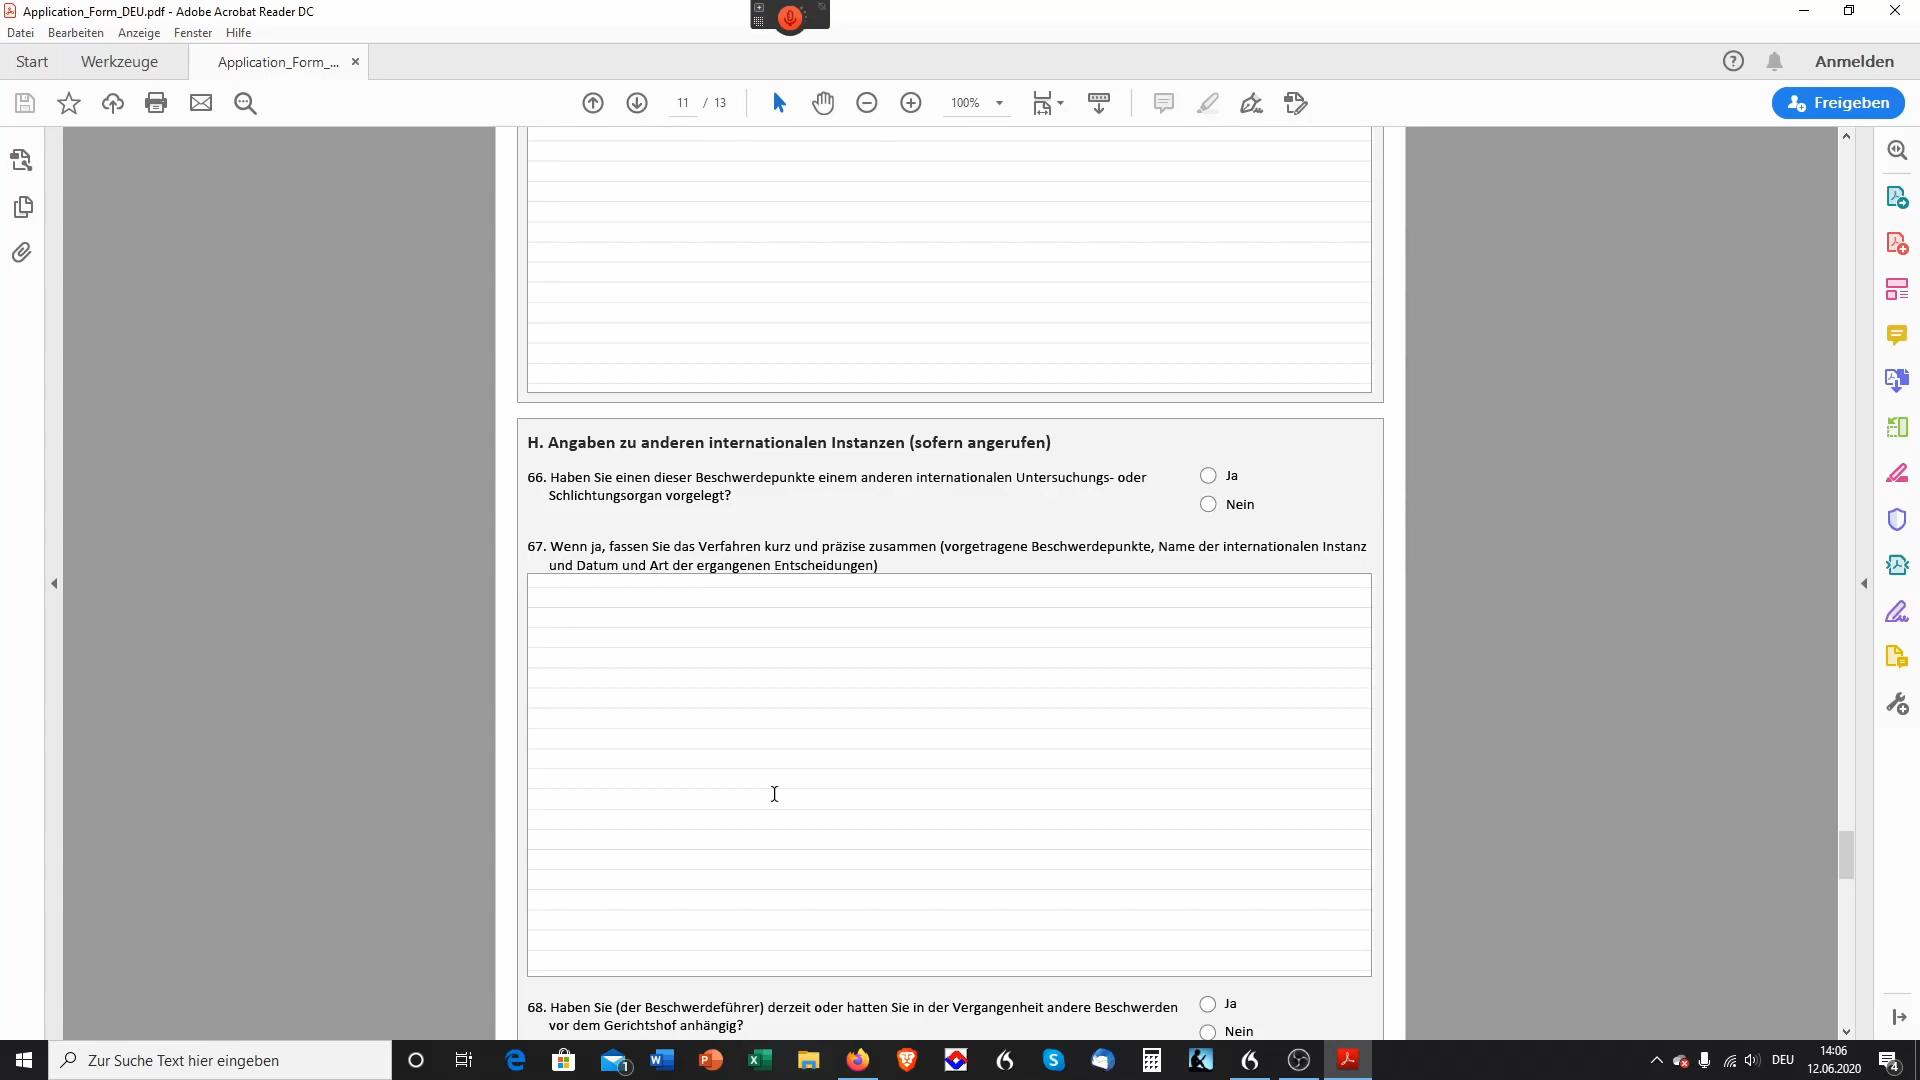 Application_Form_DEU.pdf - Adobe Acrobat Reader DC
Datei Bearbeiten Anzeige Fenster Hilfe
Start Werkzeuge Application_Form_... × Anmelden
11 / 13 100% Freigeben
H. Angaben zu anderen internationalen Instanzen (sofern angerufen)
66. Haben Sie einen dieser Beschwerdepunkte einem anderen internationalen Untersuchungs- oder
Schlichtungsorgan vorgelegt?
Ja
Nein
67. Wenn ja, fassen Sie das Verfahren kurz und präzise zusammen (vorgetragene Beschwerdepunkte, Name der internationalen Instanz
und Datum und Art der ergangenen Entscheidungen)
68. Haben Sie (der Beschwerdeführer) derzeit oder hatten Sie in der Vergangenheit andere Beschwerden
vor dem Gerichtshof anhängig?
Ja
Nein
Zur Suche Text hier eingeben
1
DEU
14:06
12.06.2020
4